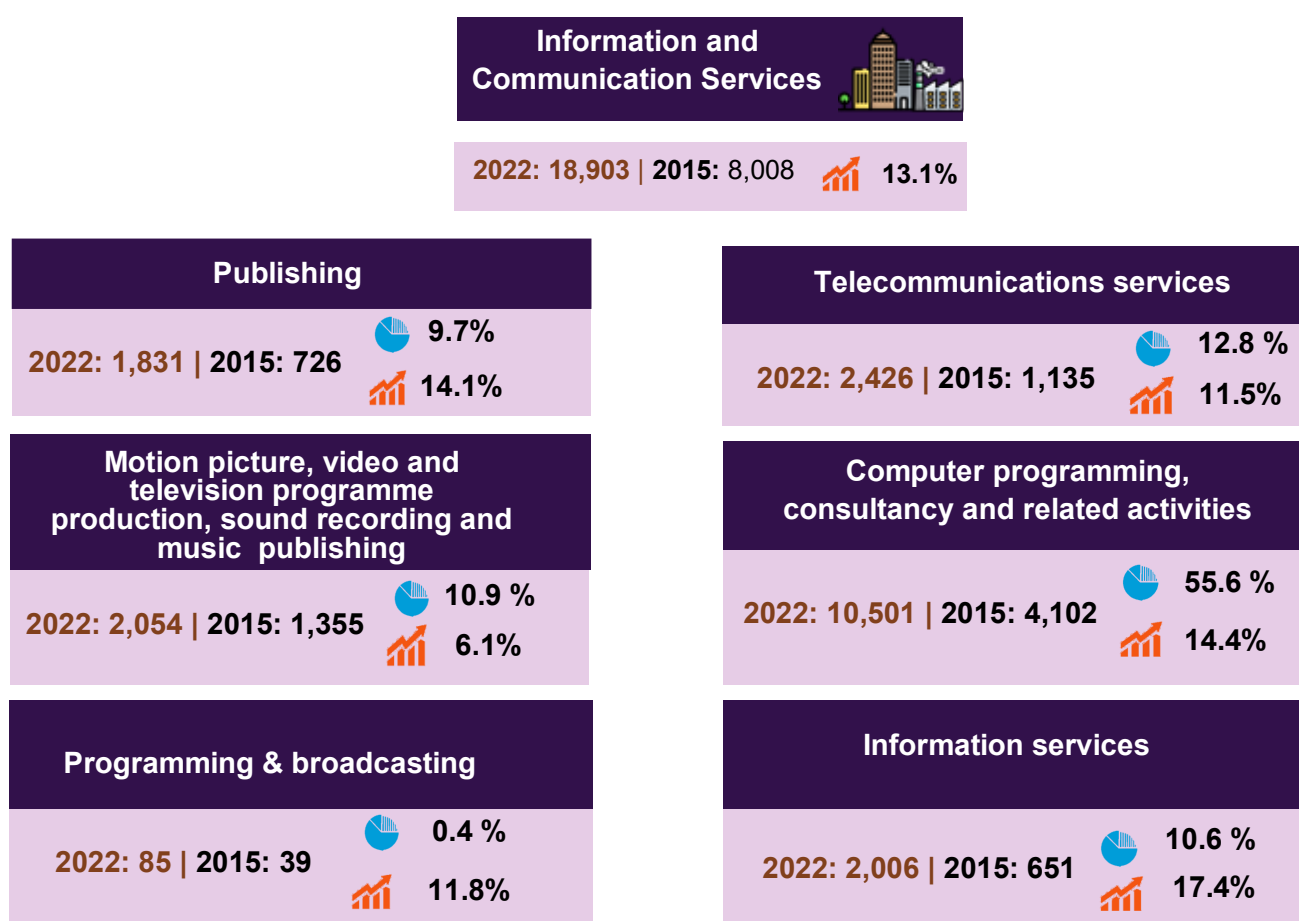 Information and
Communication Services
2022: 18,903 | 2015: 8,008 13.1%
Publishing
2022: 1,831 | 2015: 726
9.7%
14.1%
Telecommunications services
2022: 2,426 | 2015: 1,135
12.8 %
11.5%
Motion picture, video and
television programme
production, sound recording and
music publishing
2022: 2,054 | 2015: 1,355
10.9 %
6.1%
Computer programming,
consultancy and related activities
2022: 10,501 | 2015: 4,102
55.6 %
14.4%
Programming & broadcasting
2022: 85 | 2015: 39
0.4 %
11.8%
Information services
2022: 2,006 | 2015: 651
10.6 %
17.4%